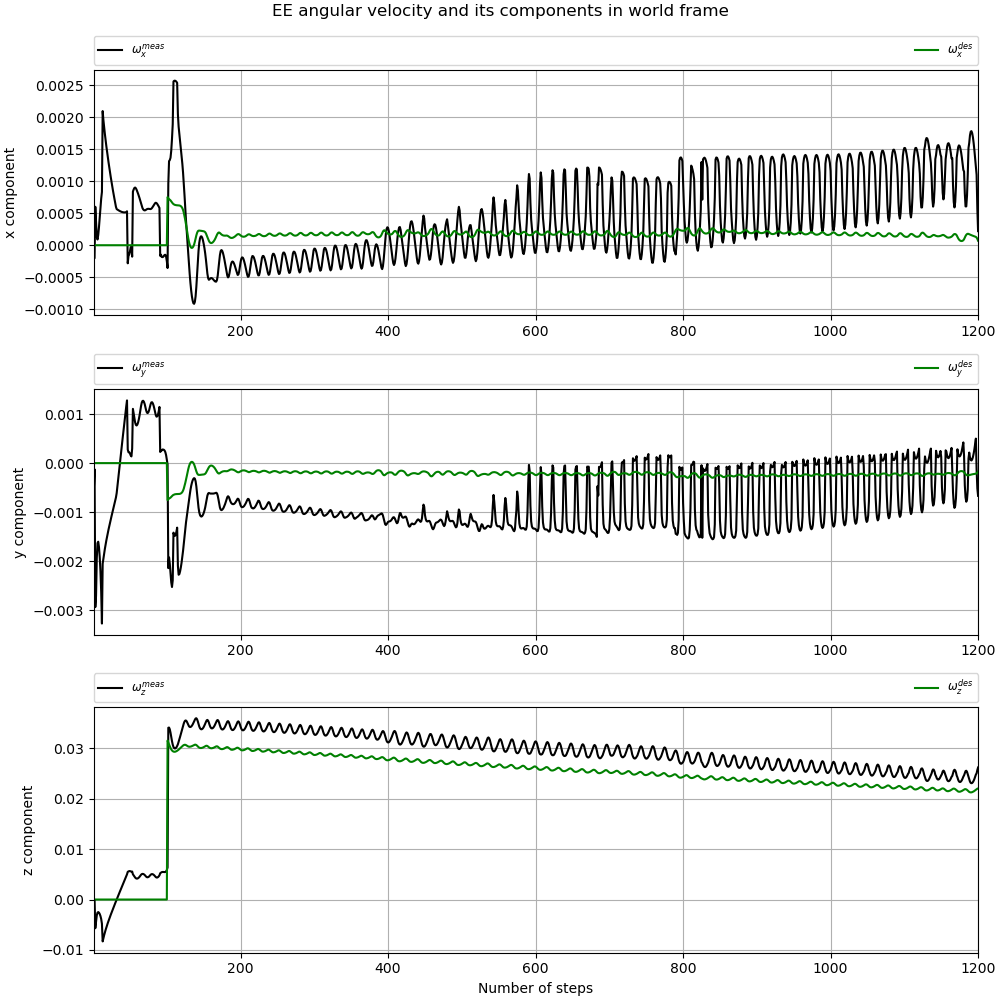 EE angular velocity and its components in world frame
ω_x^meas ω_x^des
0.0025
0.0020
0.0015
0.0010
0.0005
0.0000
−0.0005
−0.0010
x component
200 400 600 800 1000 1200
ω_y^meas ω_y^des
0.001
0.000
−0.001
−0.002
−0.003
y component
200 400 600 800 1000 1200
ω_z^meas ω_z^des
0.03
0.02
0.01
0.00
−0.01
z component
200 400 600 800 1000 1200
Number of steps